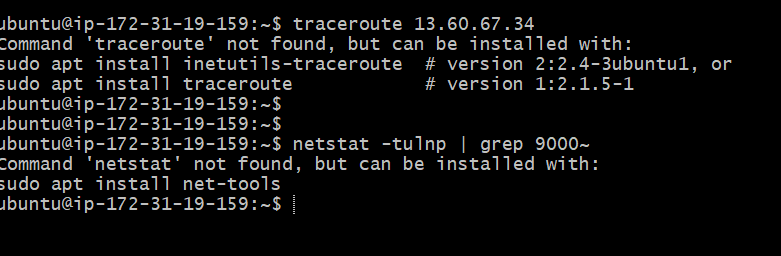 ubuntu@ip-172-31-19-159:~$ traceroute 13.60.67.34
Command 'traceroute' not found, but can be installed with:
sudo apt install inetutils-traceroute  # version 2:2.4-3ubuntu1, or
sudo apt install traceroute            # version 1:2.1.5-1
ubuntu@ip-172-31-19-159:~$
ubuntu@ip-172-31-19-159:~$
ubuntu@ip-172-31-19-159:~$ netstat -tulnp | grep 9000~
Command 'netstat' not found, but can be installed with:
sudo apt install net-tools
ubuntu@ip-172-31-19-159:~$